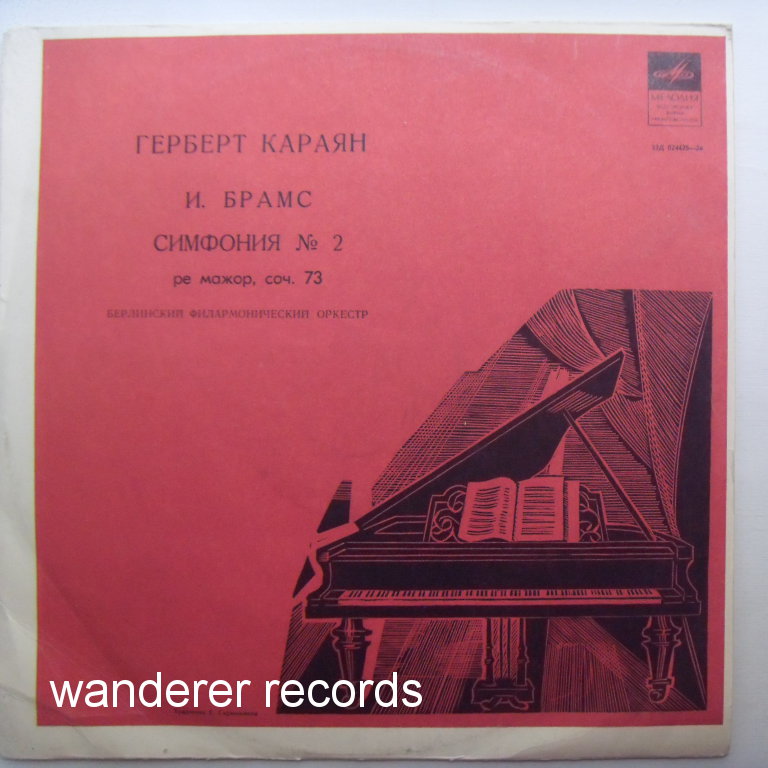 МЕЛОДИЯ
ГЕРБЕРТ КАРАЯН
И. БРАМС
СИМФОНИЯ № 2
ре мажор, соч. 73
БЕРЛИНСКИЙ ФИЛАРМОНИЧЕСКИЙ ОРКЕСТР
wanderer records